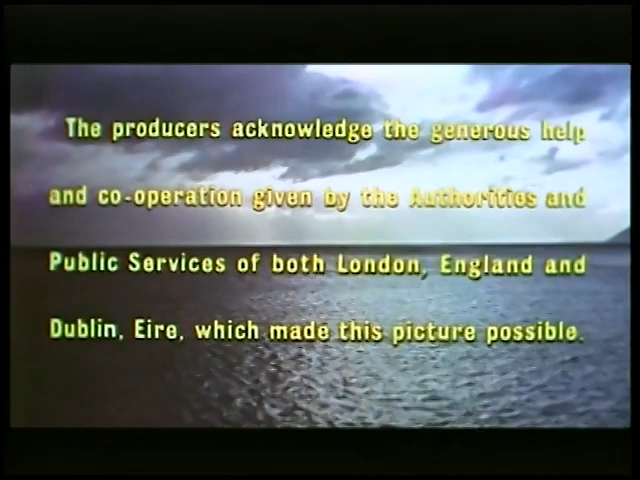 The producers acknowledge the generous help
and co-operation given by the Authorities and
Public Services of both London, England and
Dublin, Eire, which made this picture possible.